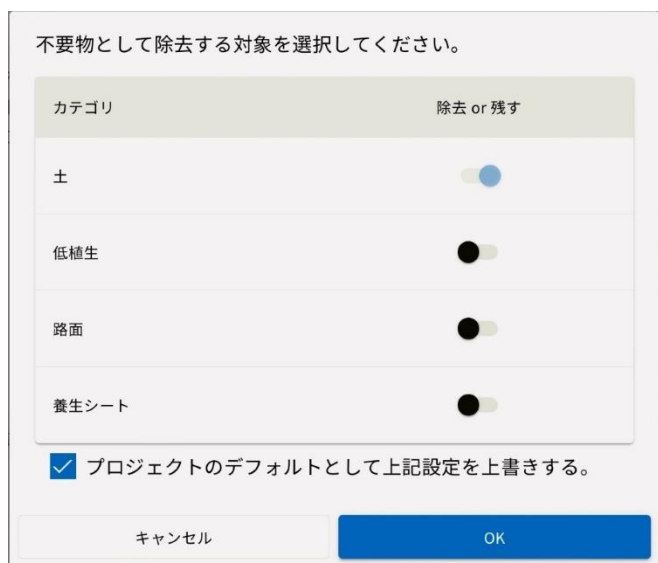 不要物として除去する対象を選択してください。
カテゴリ 除去 or 残す
土
低植生
路面
養生シート
プロジェクトのデフォルトとして上記設定を上書きする。
キャンセル OK